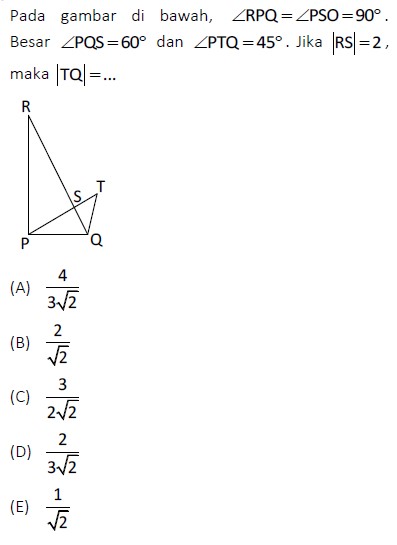 Pada gambar di bawah, ∠RPQ=∠PSO=90°.
Besar ∠PQS=60° dan ∠PTQ=45°. Jika |RS|=2,
maka |TQ|=...
R
S
T
P
Q
(A) 4/(3√2)
(B) 2/√2
(C) 3/(2√2)
(D) 2/(3√2)
(E) 1/√2